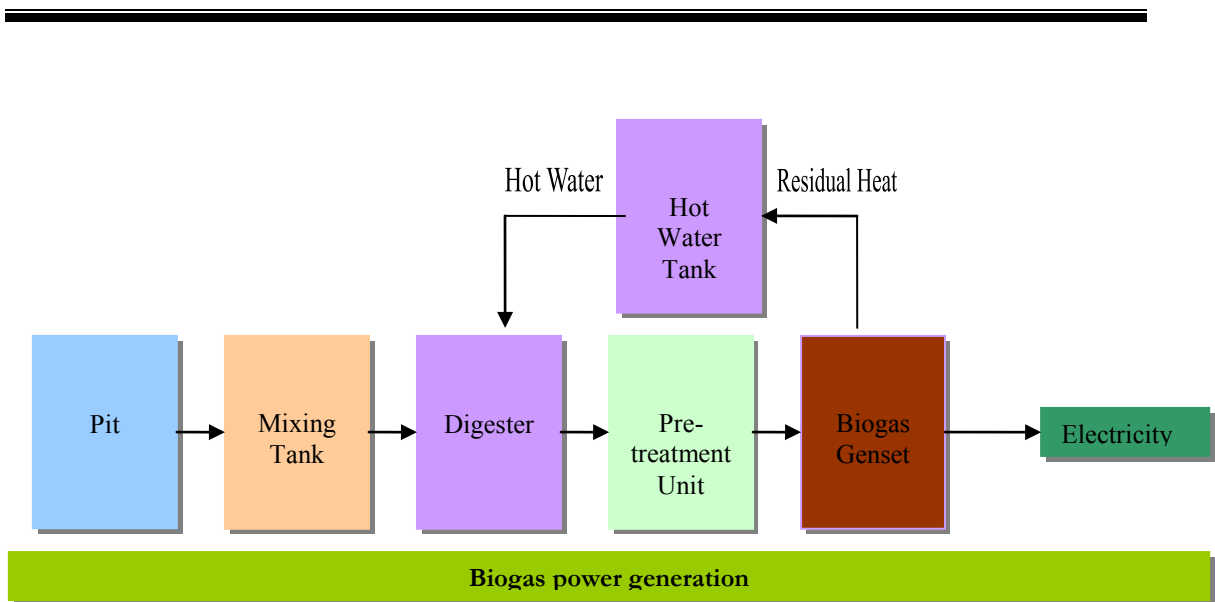 Hot Water
Residual Heat
Hot
Water
Tank
Pit
Mixing
Tank
Digester
Pre-
treatment
Unit
Biogas
Genset
Electricity
Biogas power generation